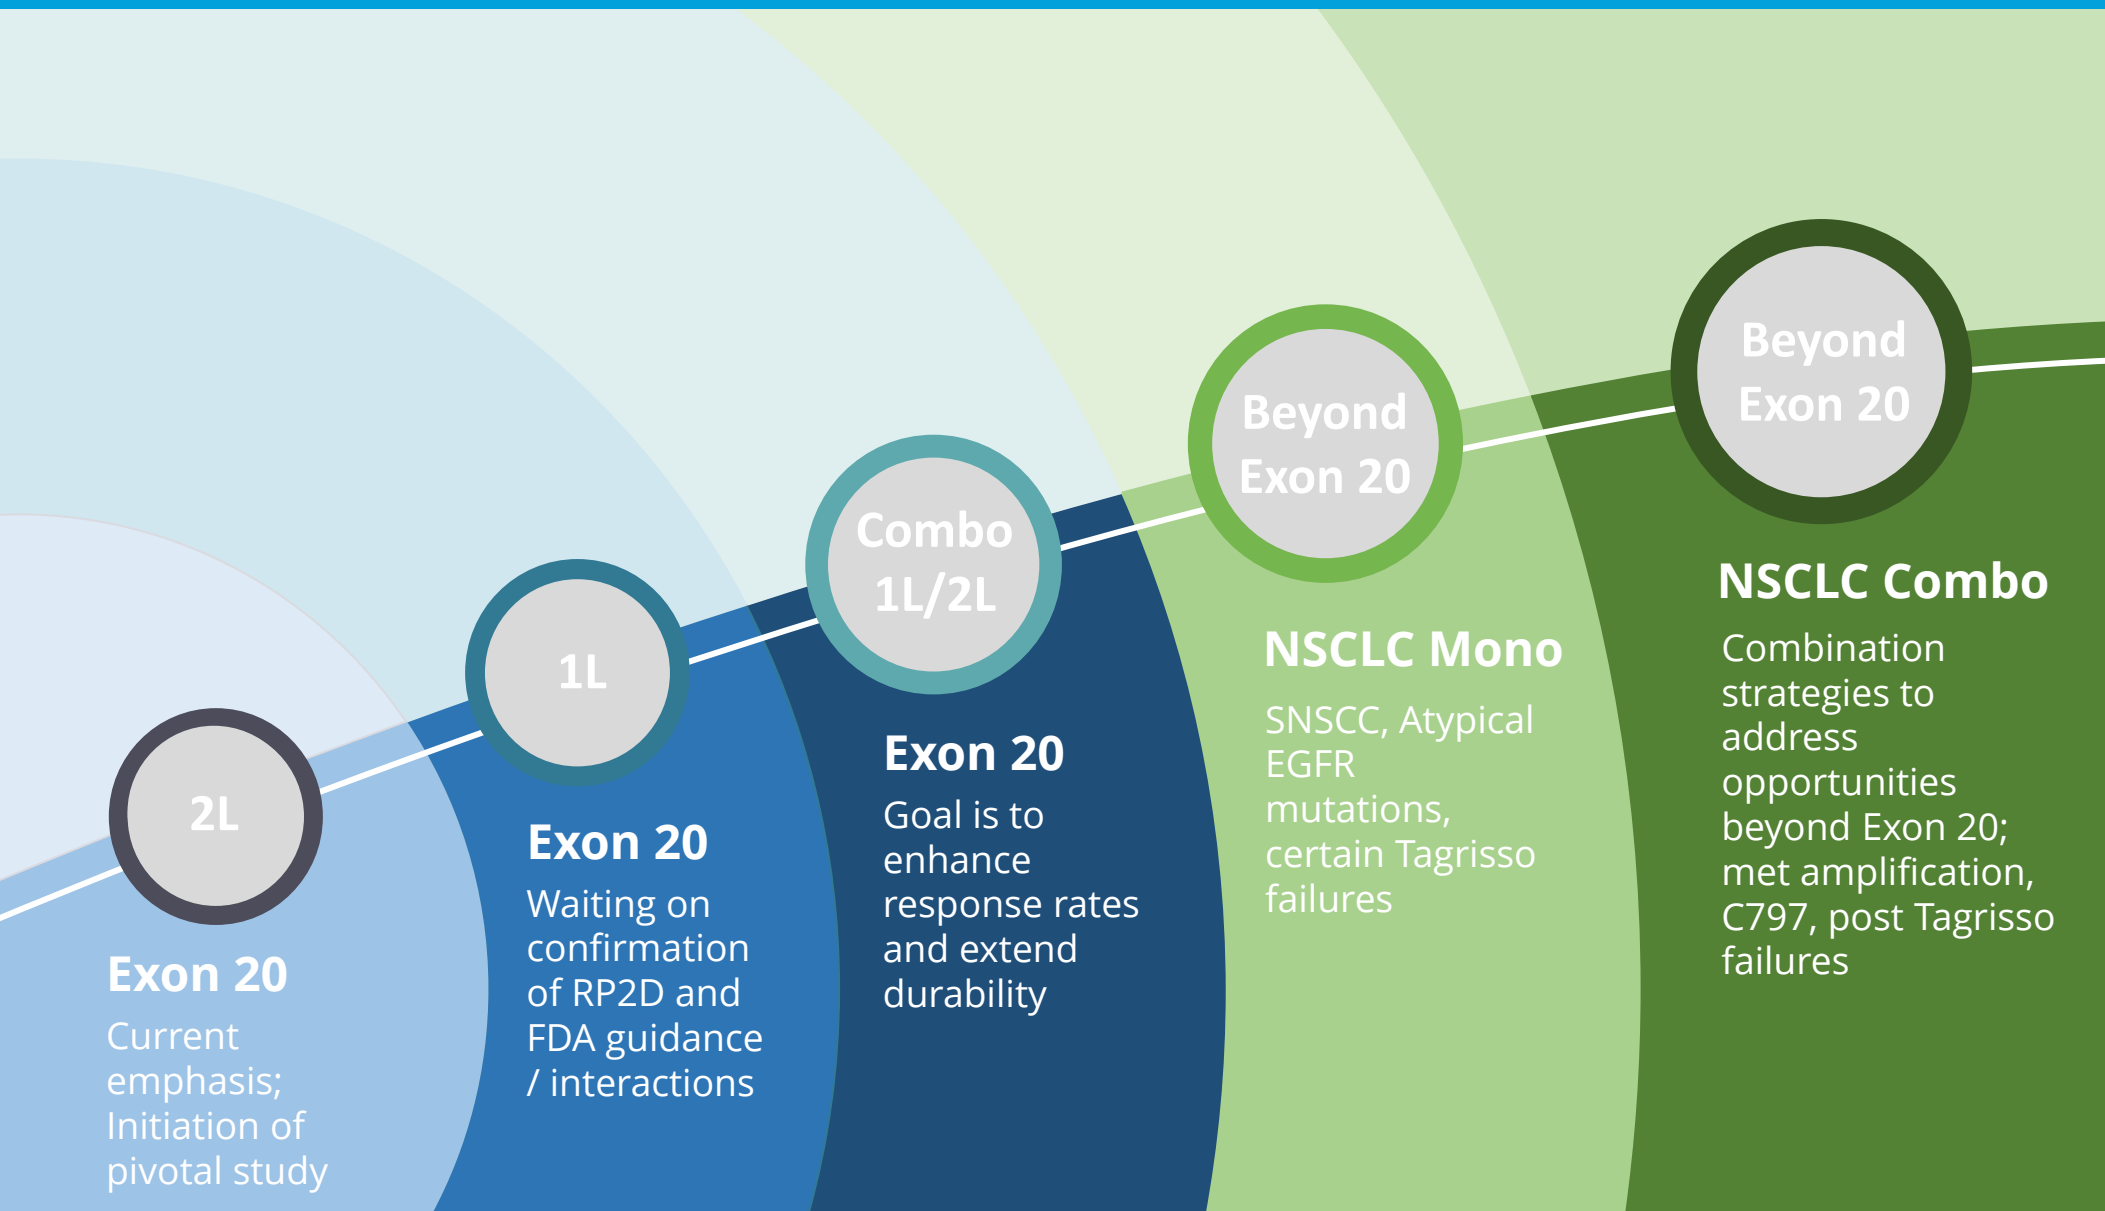 2L
Exon 20
Current
emphasis;
Initiation of
pivotal study
1L
Exon 20
Waiting on
confirmation
of RP2D and
FDA guidance
/ interactions
Combo
1L/2L
Exon 20
Goal is to
enhance
response rates
and extend
durability
Beyond
Exon 20
NSCLC Mono
SNSCC, Atypical
EGFR
mutations,
certain Tagrisso
failures
Beyond
Exon 20
NSCLC Combo
Combination
strategies to
address
opportunities
beyond Exon 20;
met amplification,
C797, post Tagrisso
failures